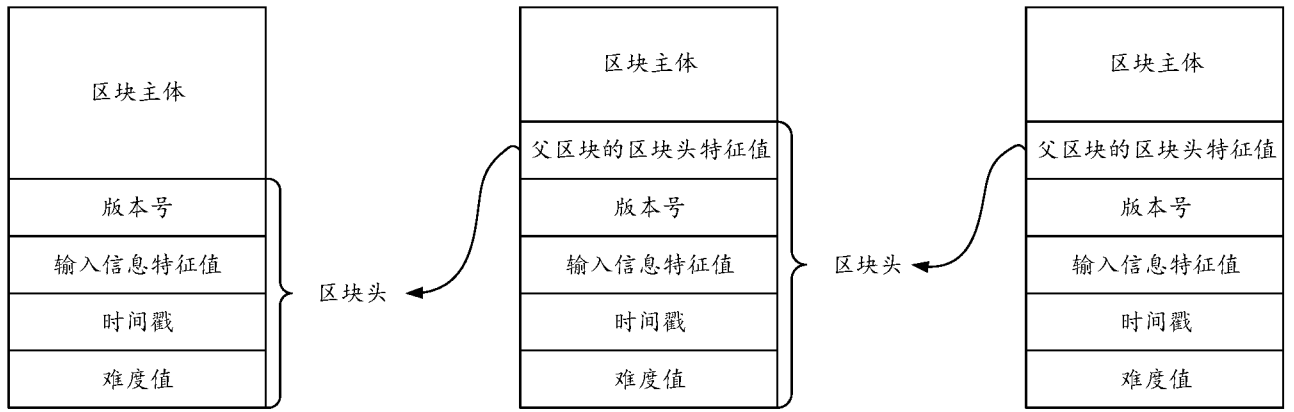 区块主体
版本号
输入信息特征值
时间戳
难度值
区块头
区块主体
父区块的区块头特征值
版本号
输入信息特征值
时间戳
难度值
区块头
区块主体
父区块的区块头特征值
版本号
输入信息特征值
时间戳
难度值